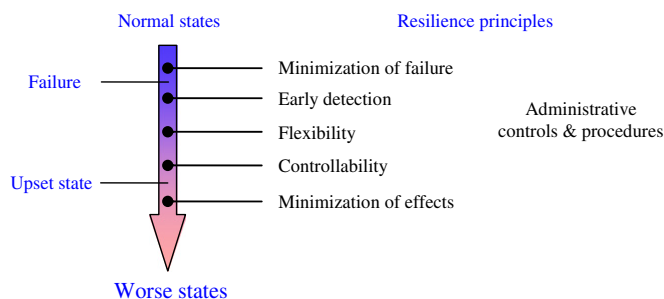 Normal states
Resilience principles
Failure
Minimization of failure
Early detection
Flexibility
Administrative
controls & procedures
Controllability
Upset state
Minimization of effects
Worse states